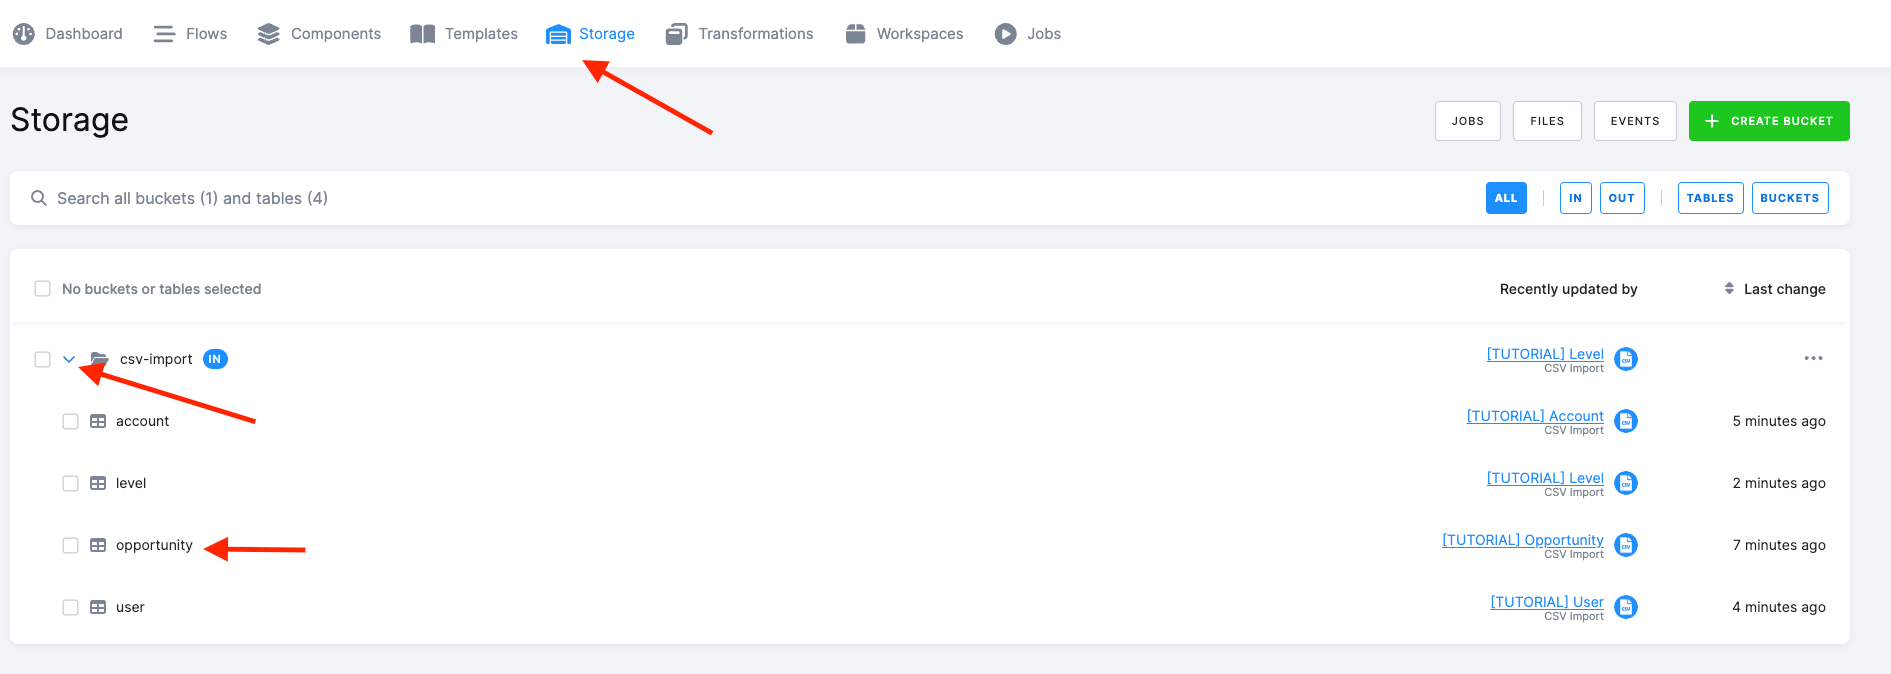 Dashboard Flows Components Templates Storage Transformations Workspaces Jobs
Storage
JOBS FILES EVENTS + CREATE BUCKET
Search all buckets (1) and tables (4)
ALL IN OUT TABLES BUCKETS
No buckets or tables selected Recently updated by Last change
csv-import IN [TUTORIAL] Level
CSV Import
account [TUTORIAL] Account 5 minutes ago
CSV Import
level [TUTORIAL] Level 2 minutes ago
CSV Import
opportunity [TUTORIAL] Opportunity 7 minutes ago
CSV Import
user [TUTORIAL] User 4 minutes ago
CSV Import